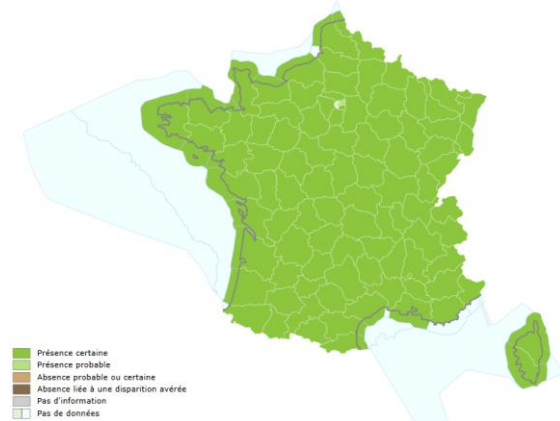 Présence certaine
Présence probable
Absence probable ou certaine
Absence liée à une disparition avérée
Pas d'information
Pas de données